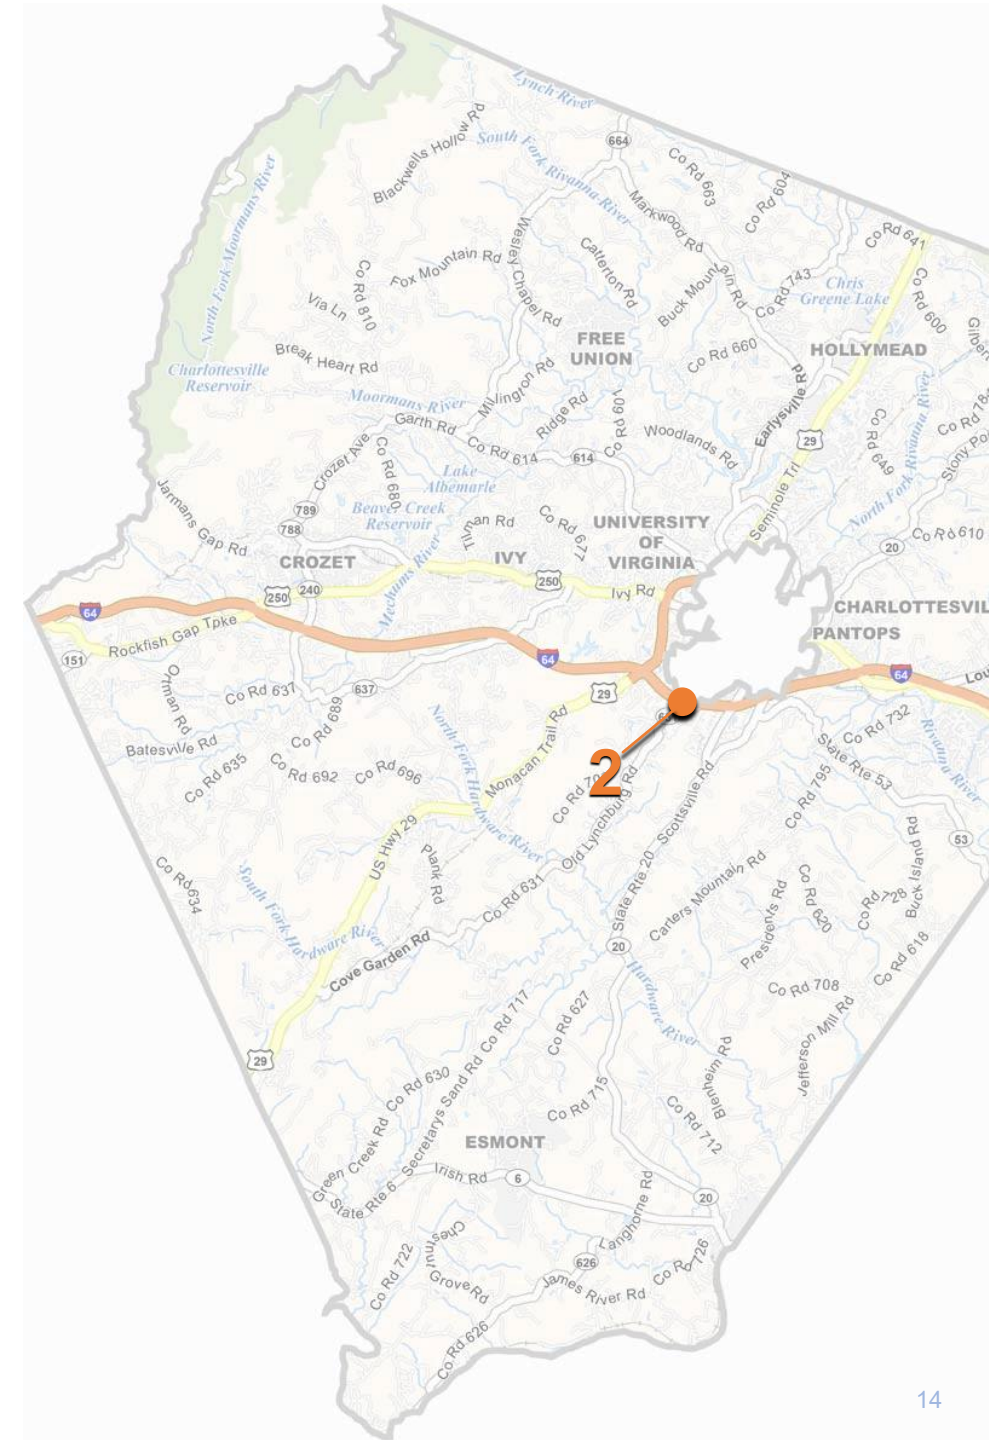 Lynch River
South Fork Rivanna River
664
Co Rd 663
Co Rd 604
Blackwells Hollow Rd
Markwood Rd
Co Rd 641
North Fork Moormans River
Wesley Chapel Rd
Fox Mountain Rd
Catterton Rd
Buck Mountain Rd
Co Rd 743
Chris
Greene Lake
Co Rd 600
Co Rd 810
Via Ln
FREE
UNION
Co Rd 660
HOLLYMEAD
Break Heart Rd
Charlottesville
Reservoir
Moormans River
Millington Rd
Ridge Rd
Co Rd 601
Earlysville Rd
Garth Rd
Co Rd 614
614
Woodlands Rd
29
Co Rd 649
North Fork Rivanna River
Crozet Ave
Co Rd 680
Lake
Albemarle
Seminole Trl
Jarmans Gap Rd
789
788
Beaver Creek
Reservoir
Tilman Rd
Co Rd 677
UNIVERSITY
OF
VIRGINIA
20
Co Rd 610
CROZET
IVY
250
240
250
Ivy Rd
Mechums River
64
Rockfish Gap Tpke
CHARLOTTESVIL
PANTOPS
151
64
64
Lou
Ortman Rd
Co Rd 637
637
29
Co Rd 689
North Fork Hardware River
Monacan Trail Rd
Co Rd 732
Rivanna River
Batesville Rd
Co Rd 635
Co Rd 692
Co Rd 696
2
Old Lynchburg Rd
Scottsville Rd
State Rte 53
Co Rd 795
53
US Hwy 29
Plank Rd
Co Rd 634
South Fork Hardware River
Co Rd 631
State Rte 20
Carters Mountain Rd
Presidents Rd
Co Rd 620
Co Rd 728
Buck Island Rd
Cove Garden Rd
20
Hardware River
Co Rd 618
Co Rd 708
Jefferson Mill Rd
29
Co Rd 717
Co Rd 627
Blenheim Rd
Co Rd 630
Secretarys Sand Rd
Co Rd 715
Co Rd 712
Green Creek Rd
ESMONT
Irish Rd
6
State Rte 6
Langhorne Rd
20
Co Rd 722
Chestnut Grove Rd
626
Co Rd 726
James River Rd
Co Rd 626
14